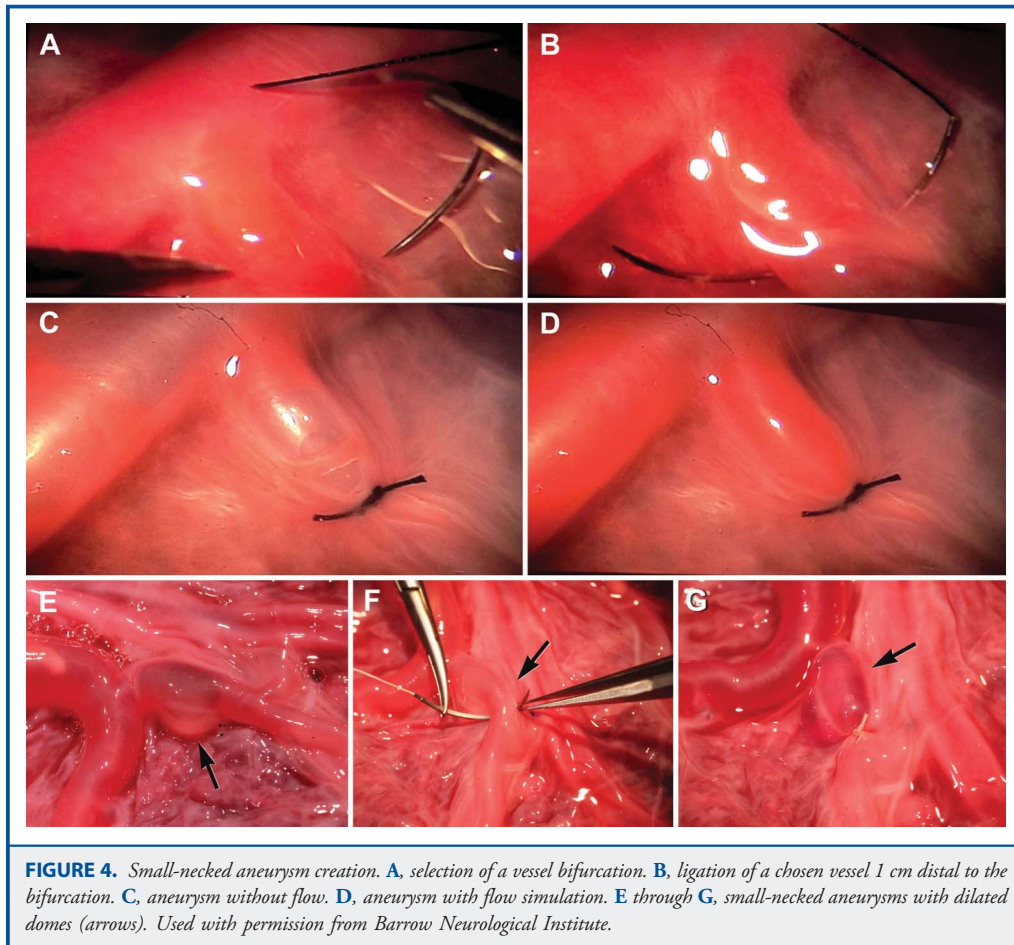 A
B
C
D
E
F
G
FIGURE 4. Small-necked aneurysm creation. A, selection of a vessel bifurcation. B, ligation of a chosen vessel 1 cm distal to the
bifurcation. C, aneurysm without flow. D, aneurysm with flow simulation. E through G, small-necked aneurysms with dilated
domes (arrows). Used with permission from Barrow Neurological Institute.